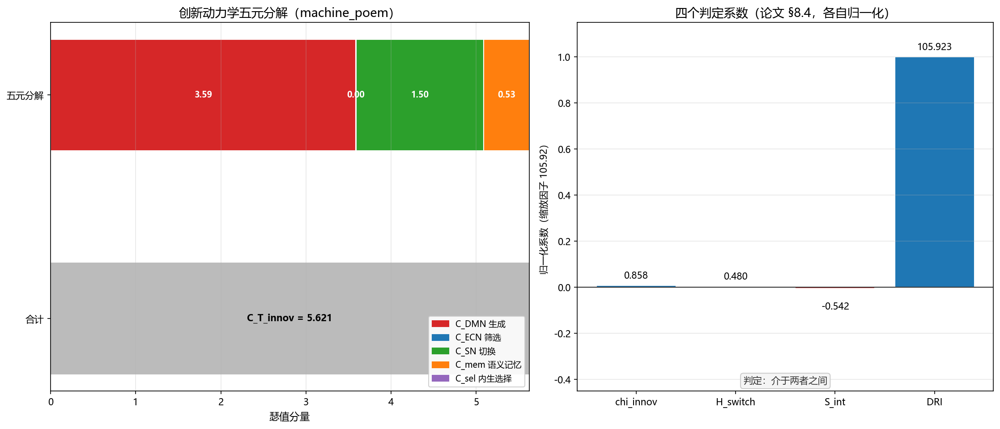 创新动力学五元分解（machine_poem）
五元分解
3.59
0.00
1.50
0.53
合计
C_T_innov = 5.621
C_DMN 生成
C_ECN 筛选
C_SN 切换
C_mem 语义记忆
C_sel 内生选择
0
1
2
3
4
5
瑟值分量
四个判定系数（论文 §8.4，各自归一化）
归一化系数（缩放因子 105.92）
1.0
0.8
0.6
0.4
0.2
0.0
-0.2
-0.4
0.858
0.480
-0.542
105.923
判定：介于两者之间
chi_innov
H_switch
S_int
DRI